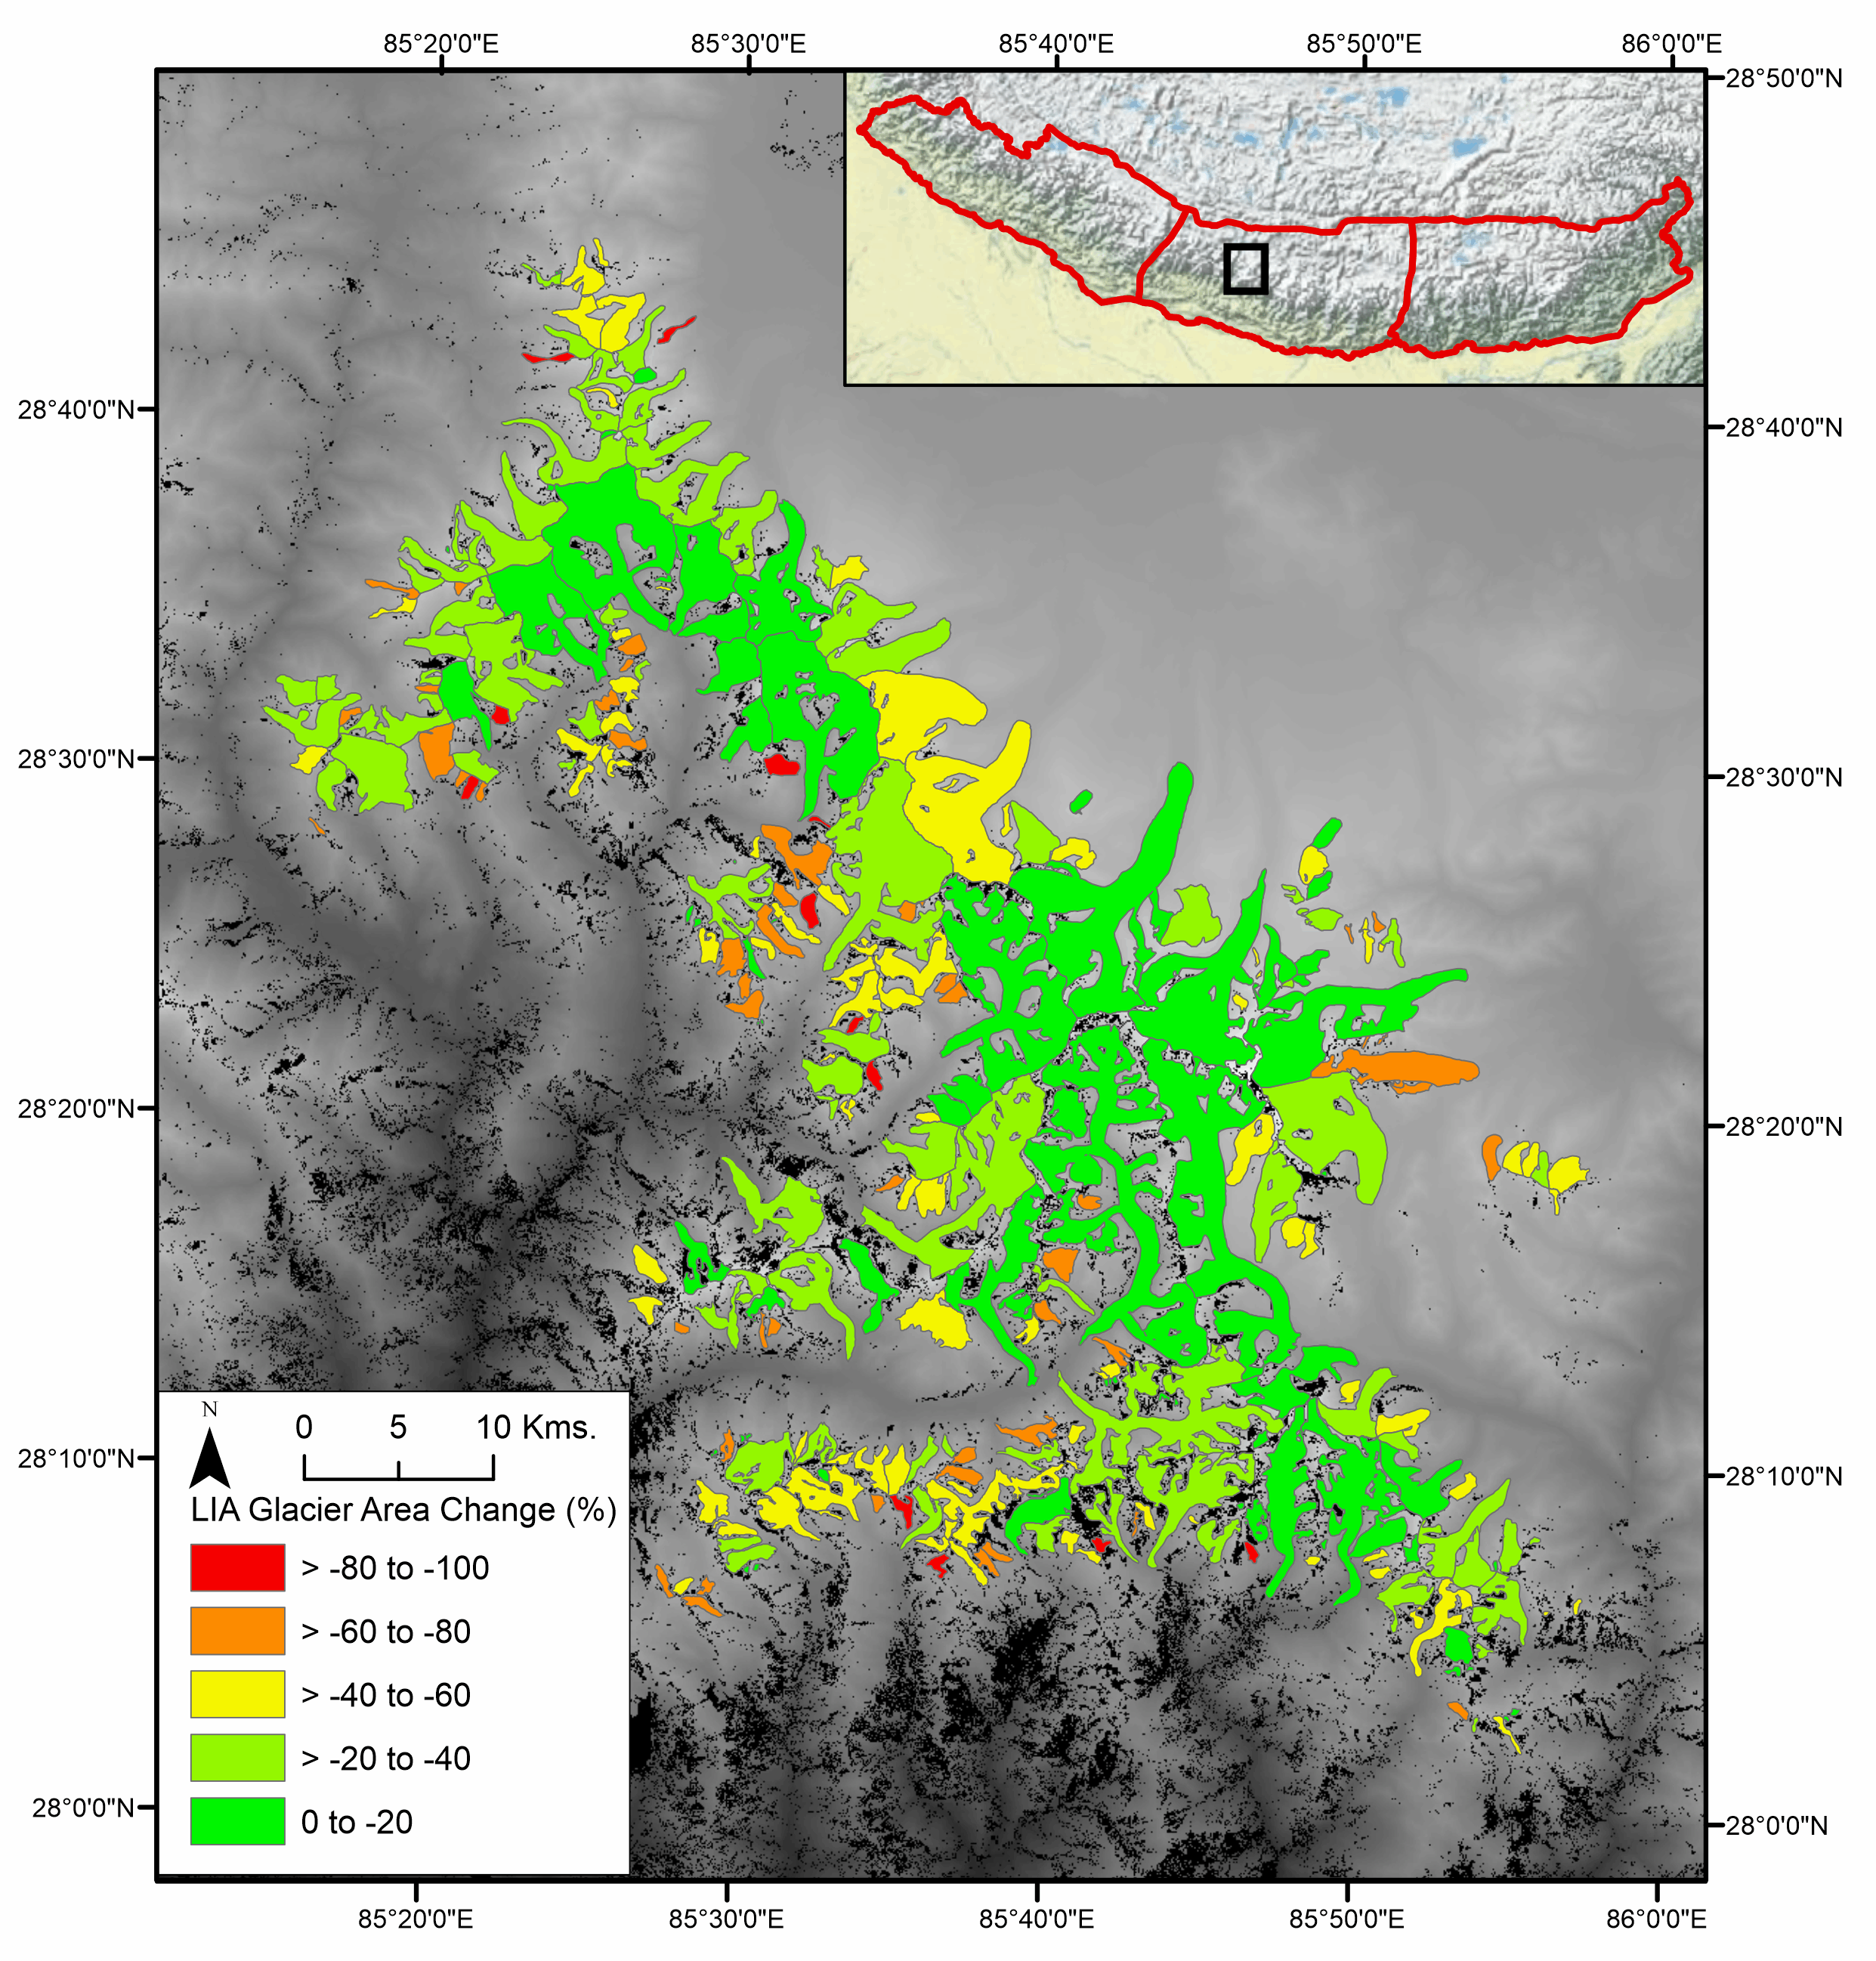 85°20'0"E 85°30'0"E 85°40'0"E 85°50'0"E 86°0'0"E
28°50'0"N
28°40'0"N 28°40'0"N
28°30'0"N 28°30'0"N
28°20'0"N 28°20'0"N
28°10'0"N 28°10'0"N
28°0'0"N 28°0'0"N
N
0 5 10 Kms.
LIA Glacier Area Change (%)
> -80 to -100
> -60 to -80
> -40 to -60
> -20 to -40
0 to -20
85°20'0"E 85°30'0"E 85°40'0"E 85°50'0"E 86°0'0"E